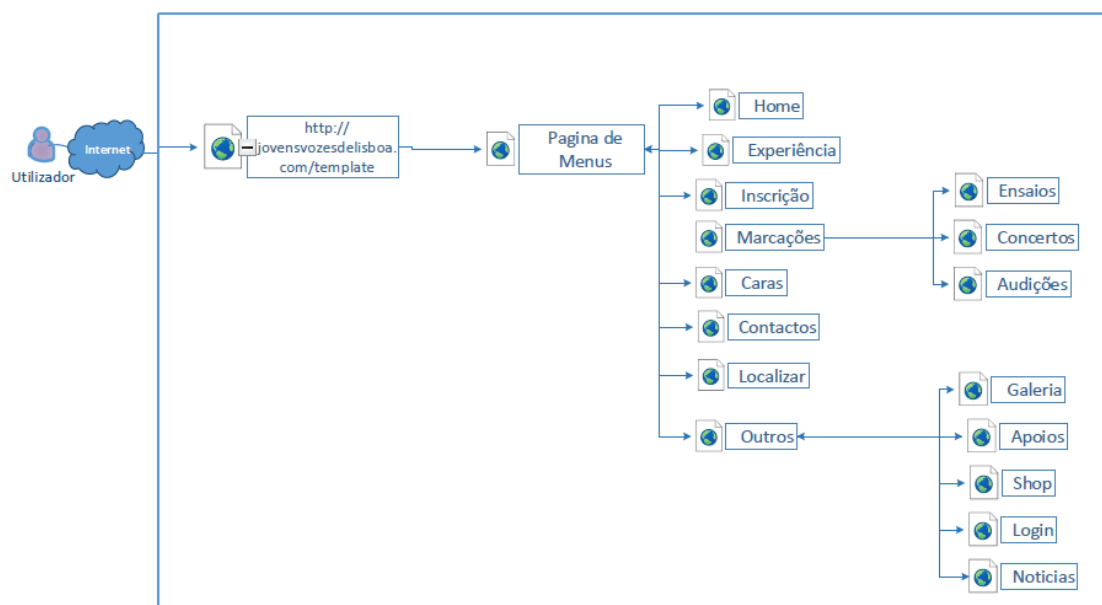 Utilizador
Internet
http://
jovensvozesdelisboa.
com/template
Pagina de
Menus
Home
Experiência
Inscrição
Marcações
Caras
Contactos
Localizar
Outros
Ensaios
Concertos
Audições
Galeria
Apoios
Shop
Login
Noticias